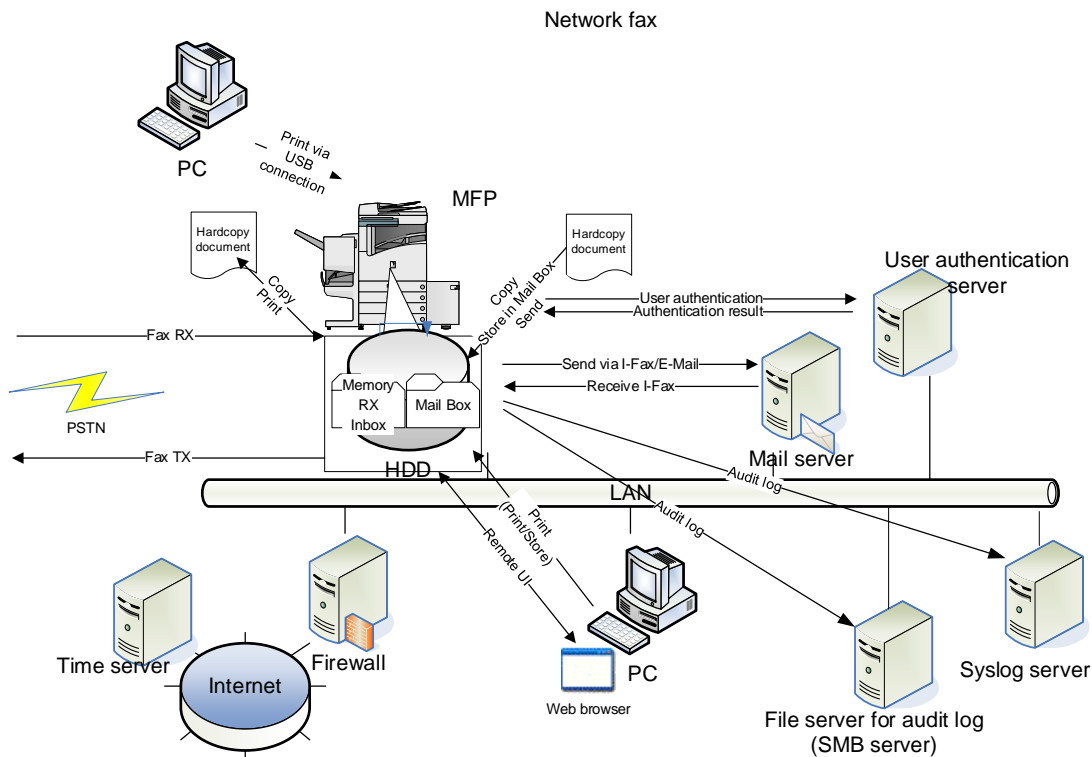 Network fax
PC
Print via
USB
connection
MFP
Hardcopy
document
Hardcopy
document
Copy
Print
Copy
Store in Mail Box
Send
User authentication
server
User authentication
Authentication result
Fax RX
Send via I-Fax/E-Mail
Receive I-Fax
Memory
RX
Inbox
Mail Box
PSTN
Fax TX
HDD
Mail server
Audit log
LAN
Audit log
Print
(Print/Store)
Remote UI
Time server
Firewall
Internet
PC
Web browser
Syslog server
File server for audit log
(SMB server)